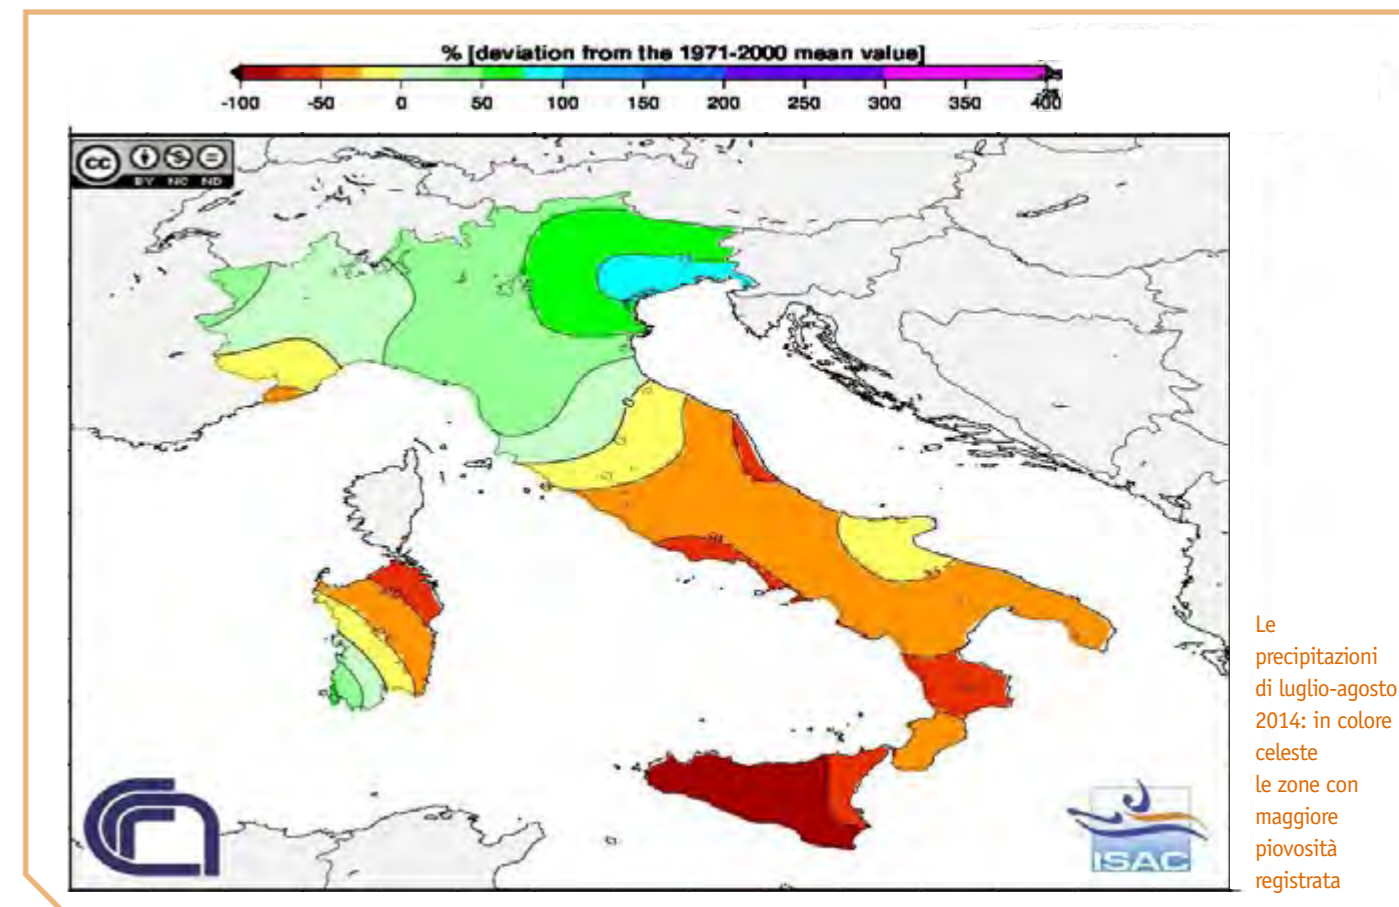 % [deviation from the 1971-2000 mean value]
-100 -50 0 50 100 150 200 250 300 350 400
cc
BY NC ND
ISAC
Le
precipitazioni
di luglio-agosto
2014: in colore
celeste
le zone con
maggiore
piovosità
registrata